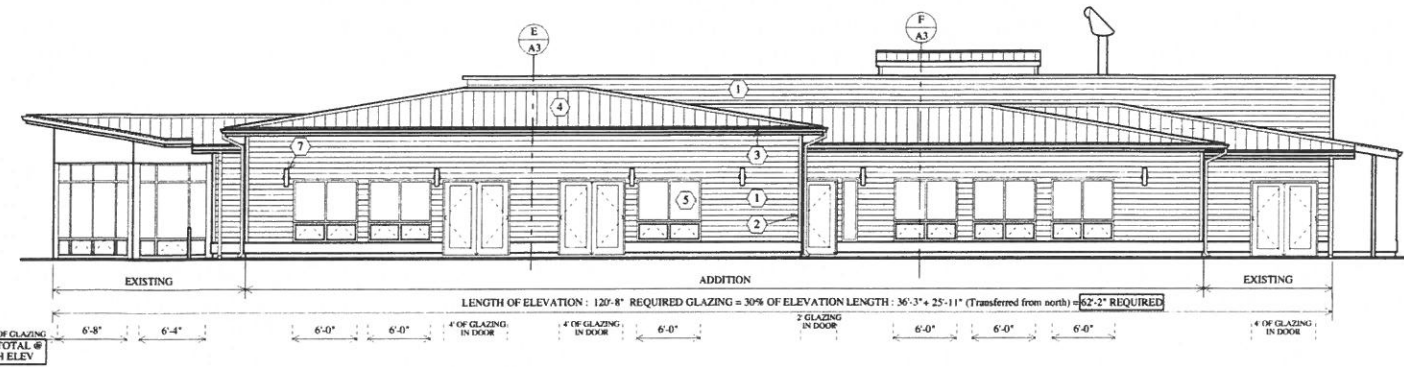 E
A3
F
A3
1
4
7
3
5
1
2
EXISTING
ADDITION
EXISTING
LENGTH OF ELEVATION : 120'-8" REQUIRED GLAZING = 30% OF ELEVATION LENGTH : 36'-3"+ 25'-11" (Transferred from north) = 62'-2" REQUIRED
OF GLAZING
TOTAL @
H ELEV
6'-8"
6'-4"
6'-0"
6'-0"
4' OF GLAZING
IN DOOR
4' OF GLAZING
IN DOOR
6'-0"
2' GLAZING
IN DOOR
6'-0"
6'-0"
6'-0"
4' OF GLAZING
IN DOOR